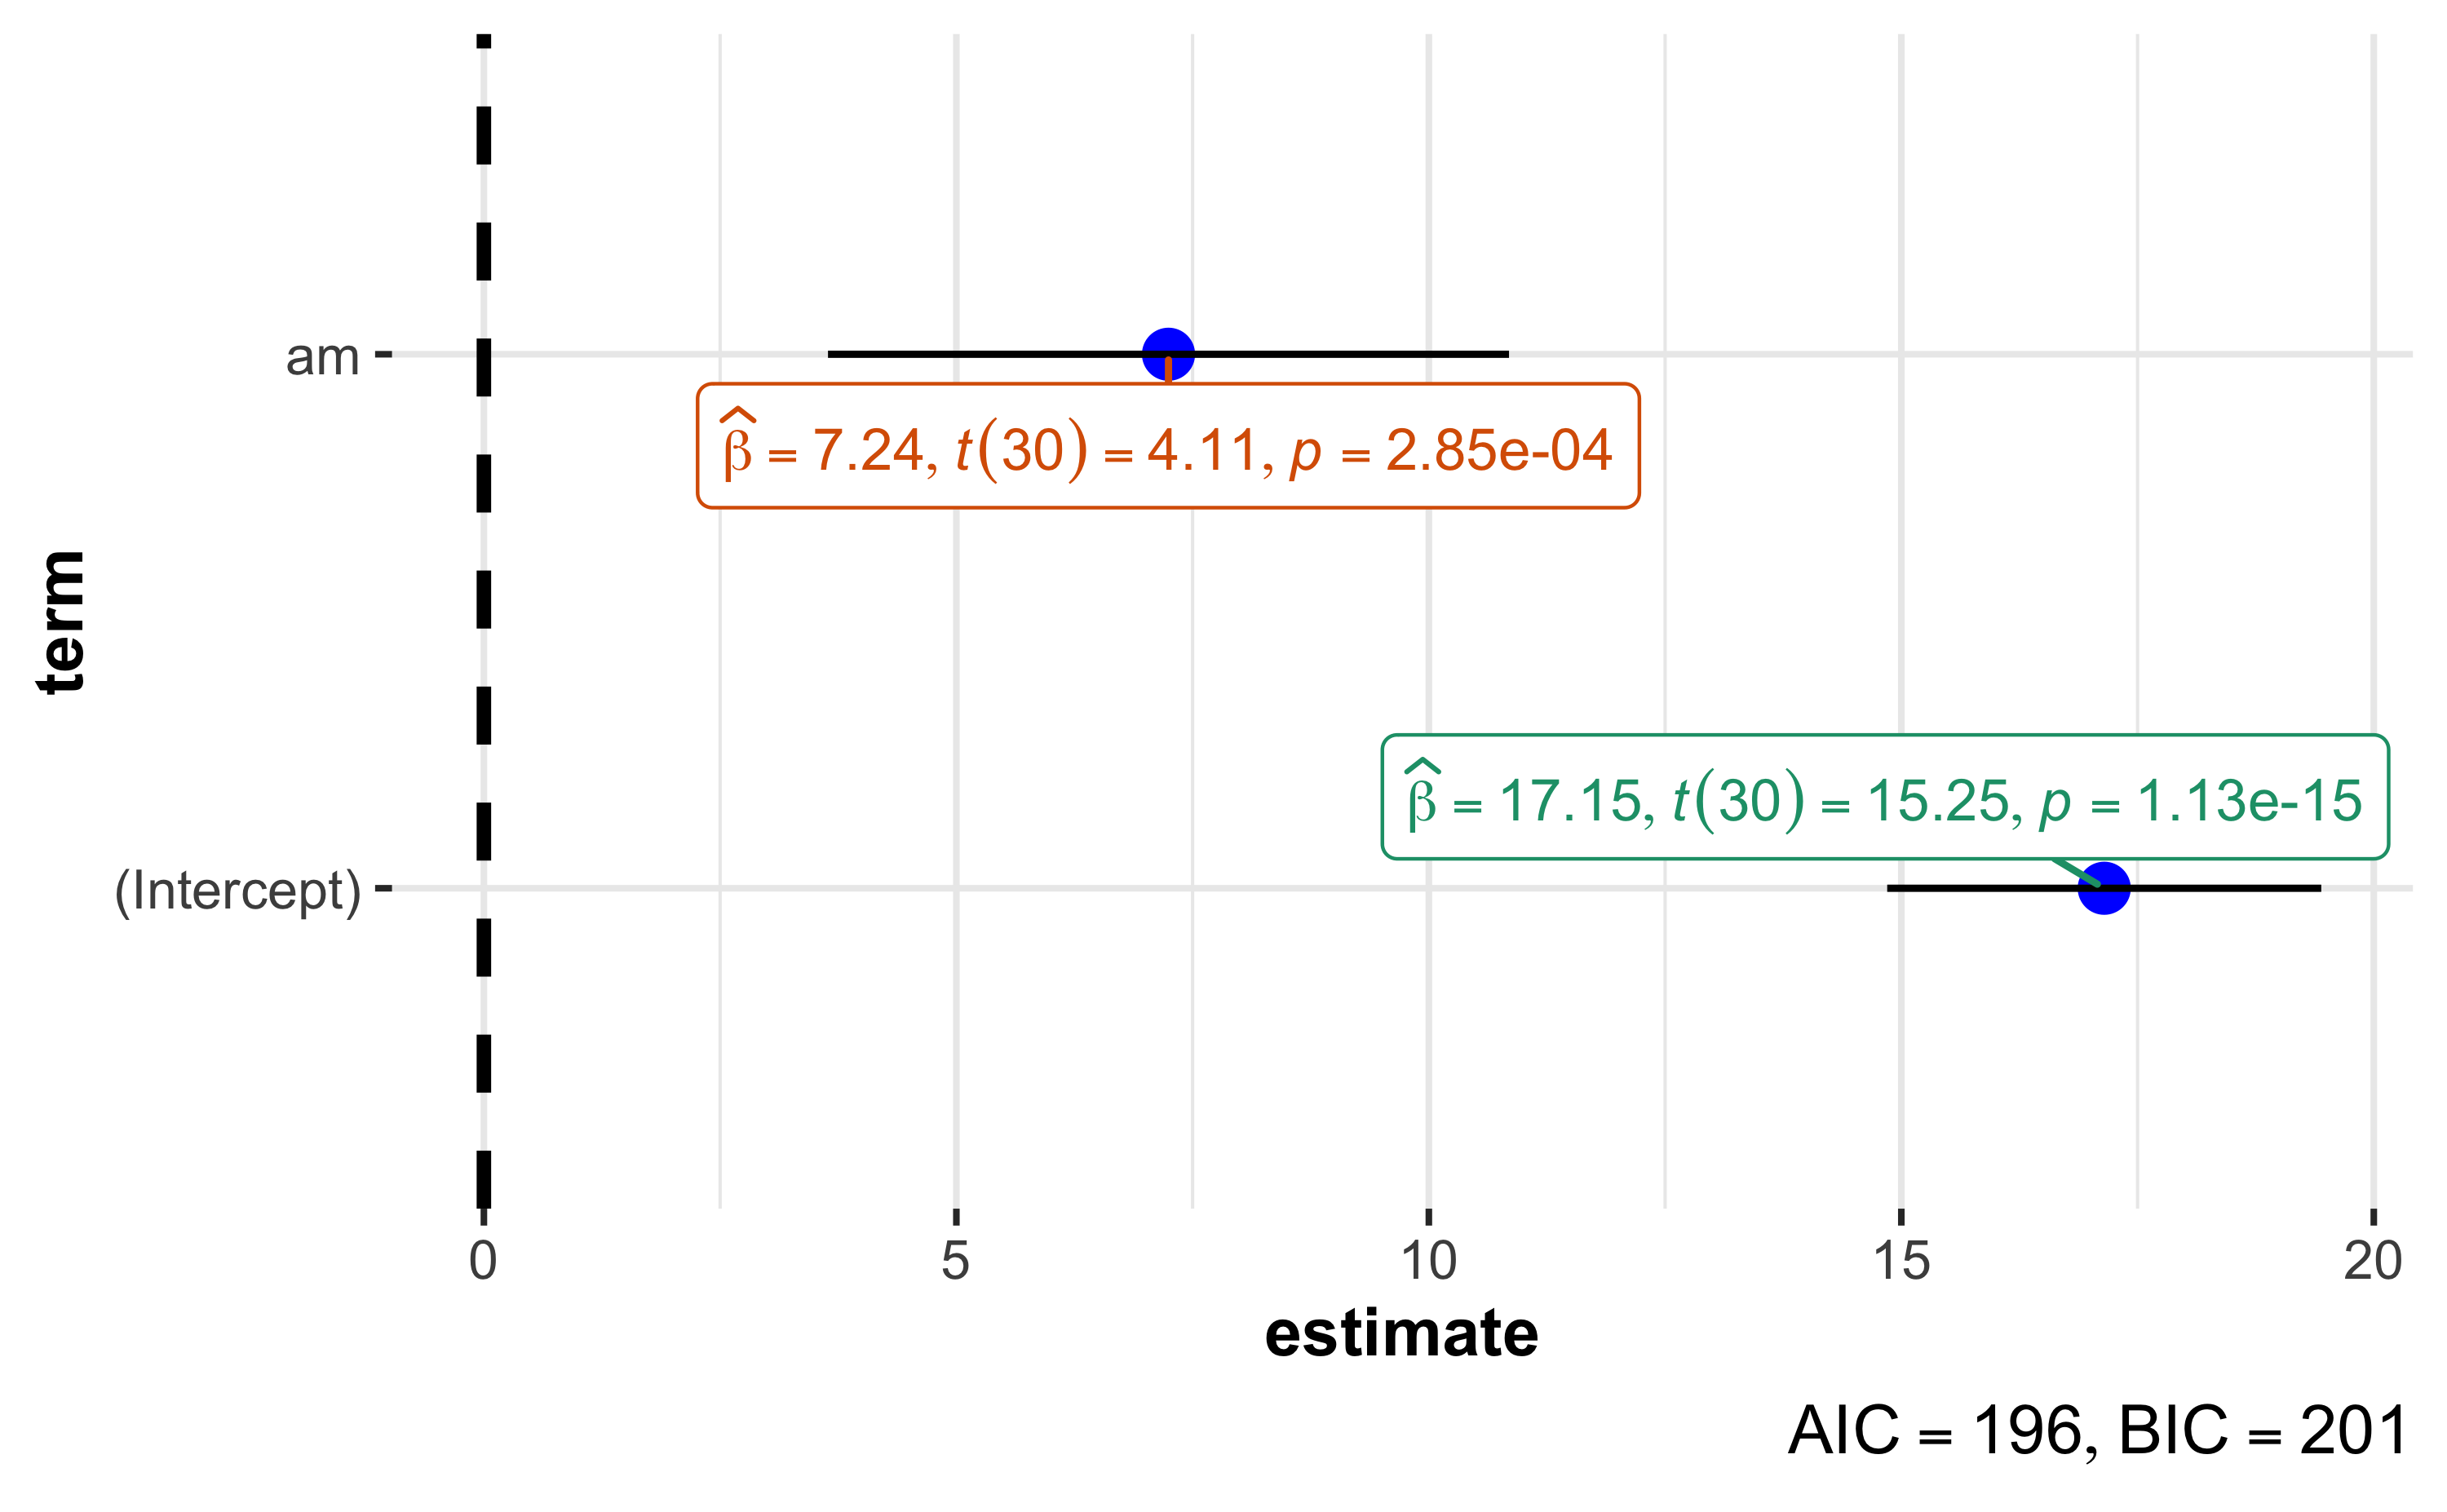 term
am
(Intercept)
β̂ = 7.24, t(30) = 4.11, p = 2.85e-04
β̂ = 17.15, t(30) = 15.25, p = 1.13e-15
0 5 10 15 20
estimate
AIC = 196, BIC = 201